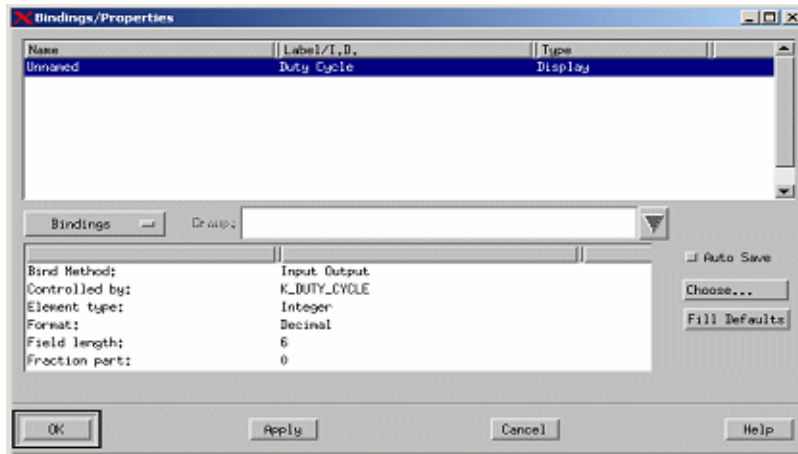 Bindings/Properties
Name Label/I.D. Type
Unnamed Duty Cycle Display
Bindings Group:
Auto Save
Bind Method: Input Output
Controlled by: K_DUTY_CYCLE
Choose...
Element type: Integer
Format: Decimal
Fill Defaults
Field length: 6
Fraction part: 0
OK Apply Cancel Help